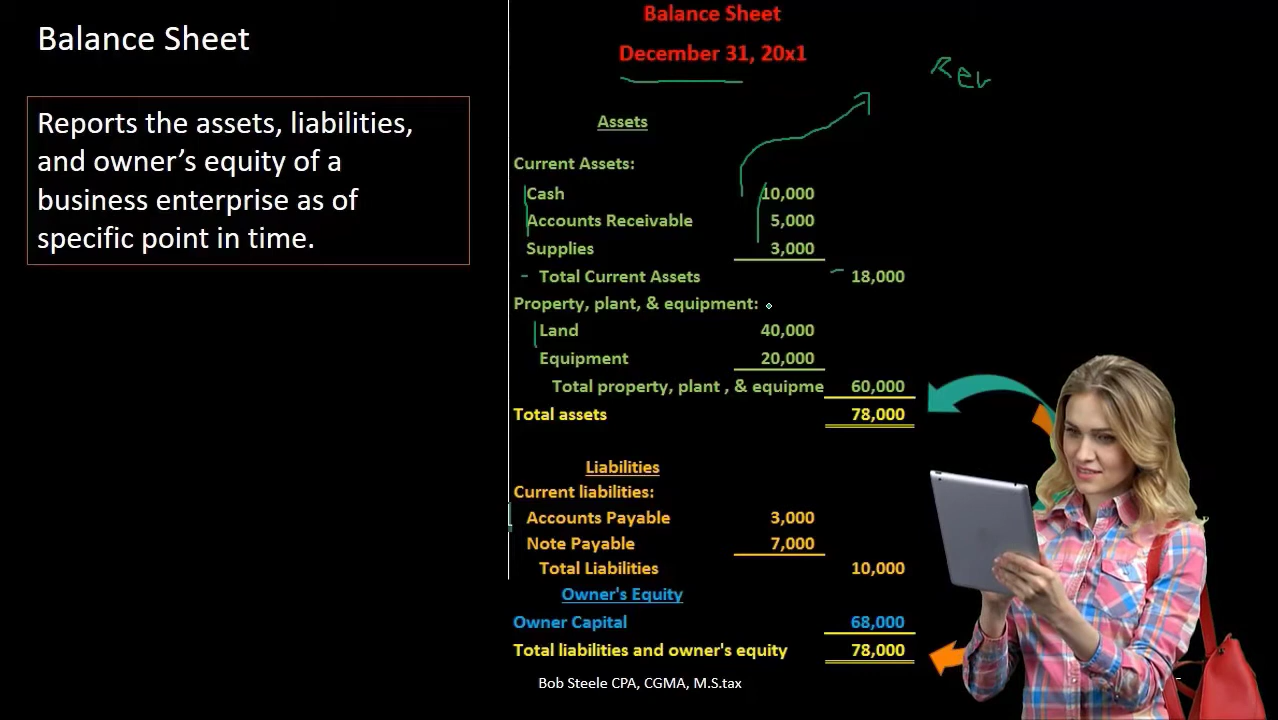 Balance Sheet
Reports the assets, liabilities,
and owner's equity of a
business enterprise as of
specific point in time.
Balance Sheet
December 31, 20x1
Rev
Assets
Current Assets:
Cash 10,000
Accounts Receivable 5,000
Supplies 3,000
Total Current Assets 18,000
Property, plant, & equipment:
Land 40,000
Equipment 20,000
Total property, plant , & equipme 60,000
Total assets 78,000
Liabilities
Current liabilities:
Accounts Payable 3,000
Note Payable 7,000
Total Liabilities 10,000
Owner's Equity
Owner Capital 68,000
Total liabilities and owner's equity 78,000
Bob Steele CPA, CGMA, M.S.tax